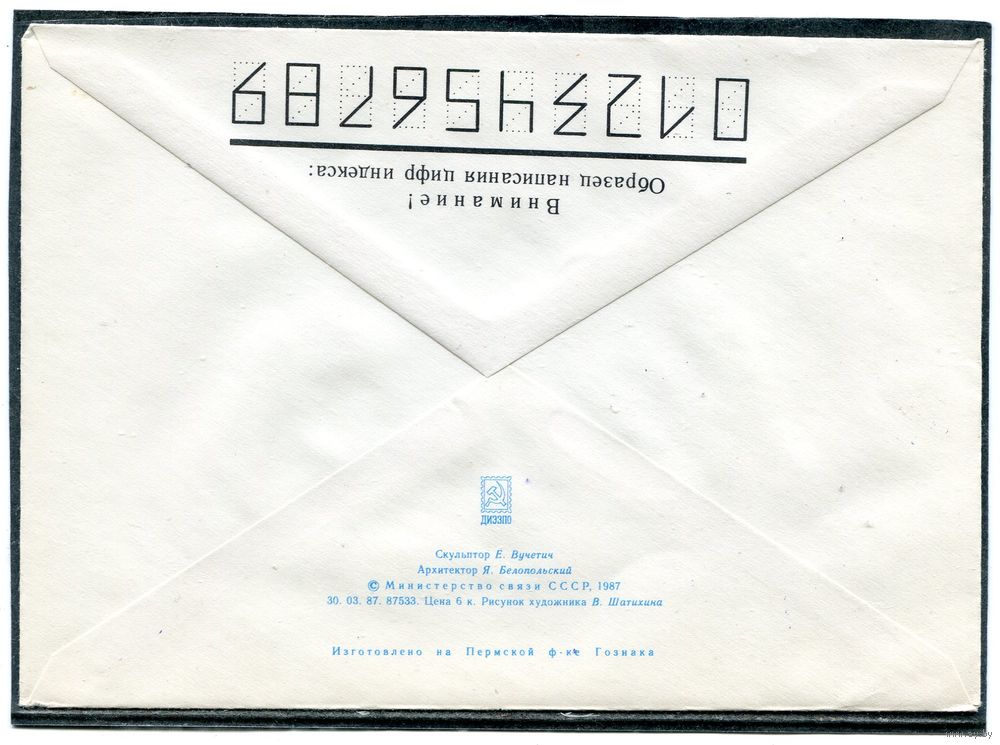 Внимание!
Образец написания цифр индекса:
0123456789
ДИЭЗПО
Скульптор Е. Вучетич
Архитектор Я. Белопольский
© Министерство связи СССР, 1987
30. 03. 87. 87533. Цена 6 к. Рисунок художника В. Шатихина
Изготовлено на Пермской ф-ке Гознака